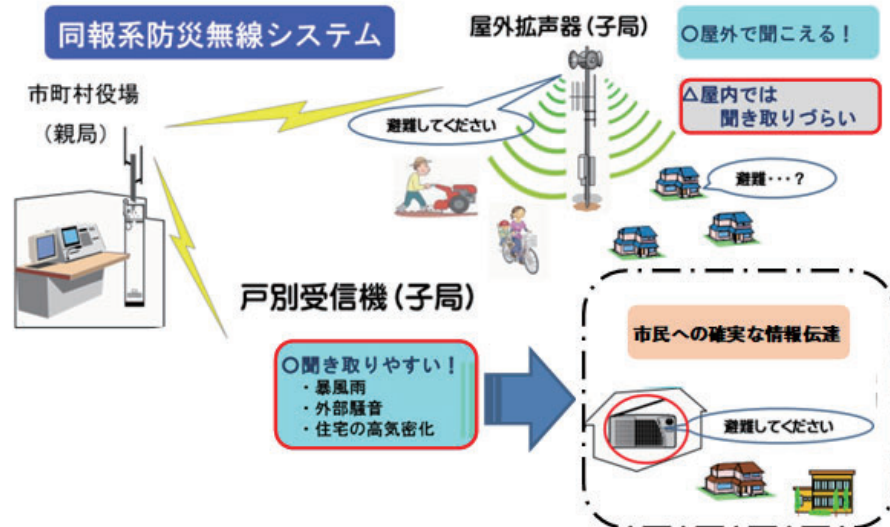 同報系防災無線システム
屋外拡声器(子局)
○屋外で聞こえる！
△屋内では
聞き取りづらい
市町村役場
(親局)
避難してください
避難・・・？
戸別受信機(子局)
○聞き取りやすい！
・暴風雨
・外部騒音
・住宅の高気密化
市民への確実な情報伝達
避難してください